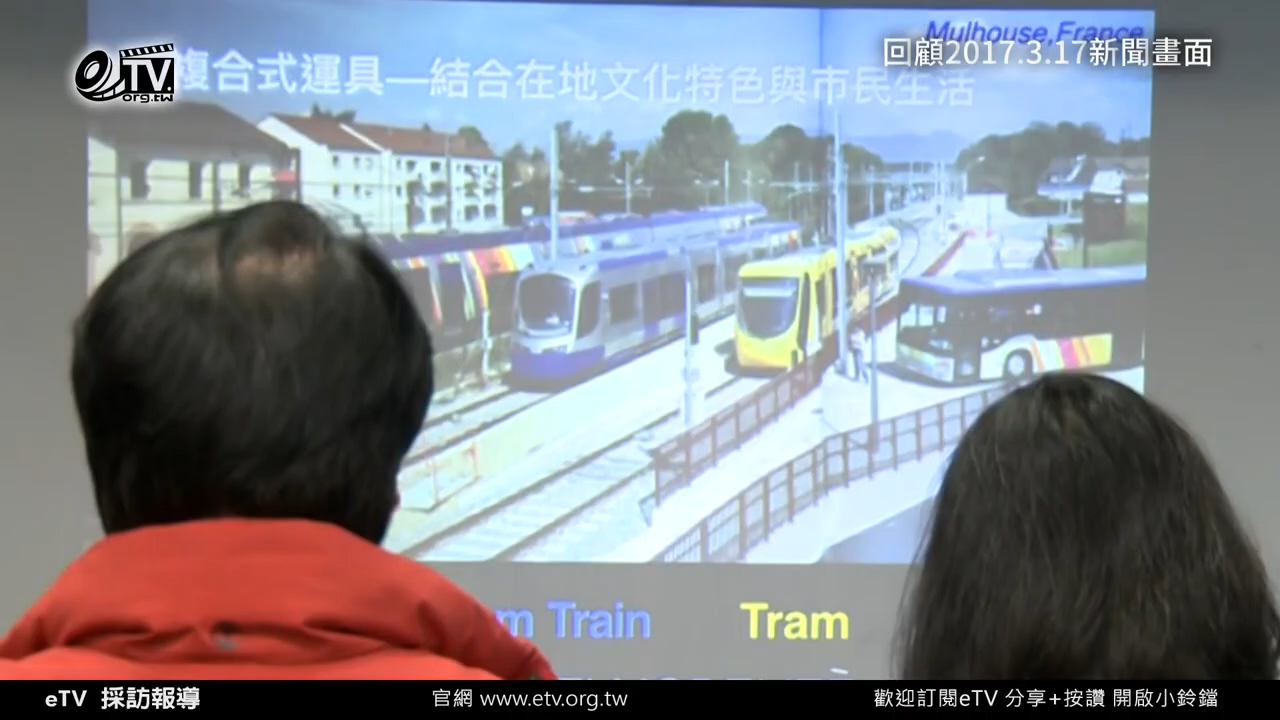 Mulhouse,France
回顧2017.3.17新聞畫面
eTV
.org.tw
複合式運具—結合在地文化特色與市民生活
m Train
Tram
eTV 採訪報導
官網 www.etv.org.tw
歡迎訂閱eTV 分享+按讚 開啟小鈴鐺